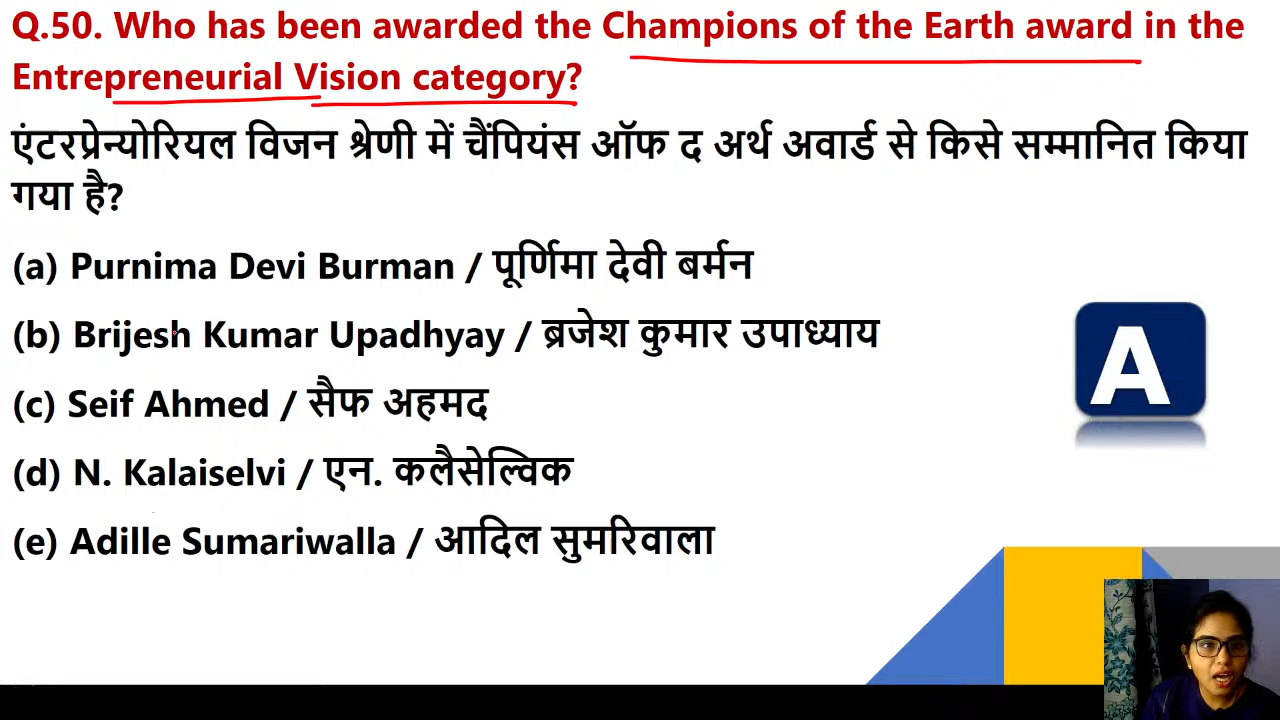 Q.50. Who has been awarded the Champions of the Earth award in the
Entrepreneurial Vision category?
एंटरप्रेन्योरियल विजन श्रेणी में चैंपियंस ऑफ द अर्थ अवार्ड से किसे सम्मानित किया
गया है?
(a) Purnima Devi Burman / पूर्णिमा देवी बर्मन
(b) Brijesh Kumar Upadhyay / ब्रजेश कुमार उपाध्याय
(c) Seif Ahmed / सैफ अहमद
(d) N. Kalaiselvi / एन. कलैसेल्विक
(e) Adille Sumariwalla / आदिल सुमरिवाला
A